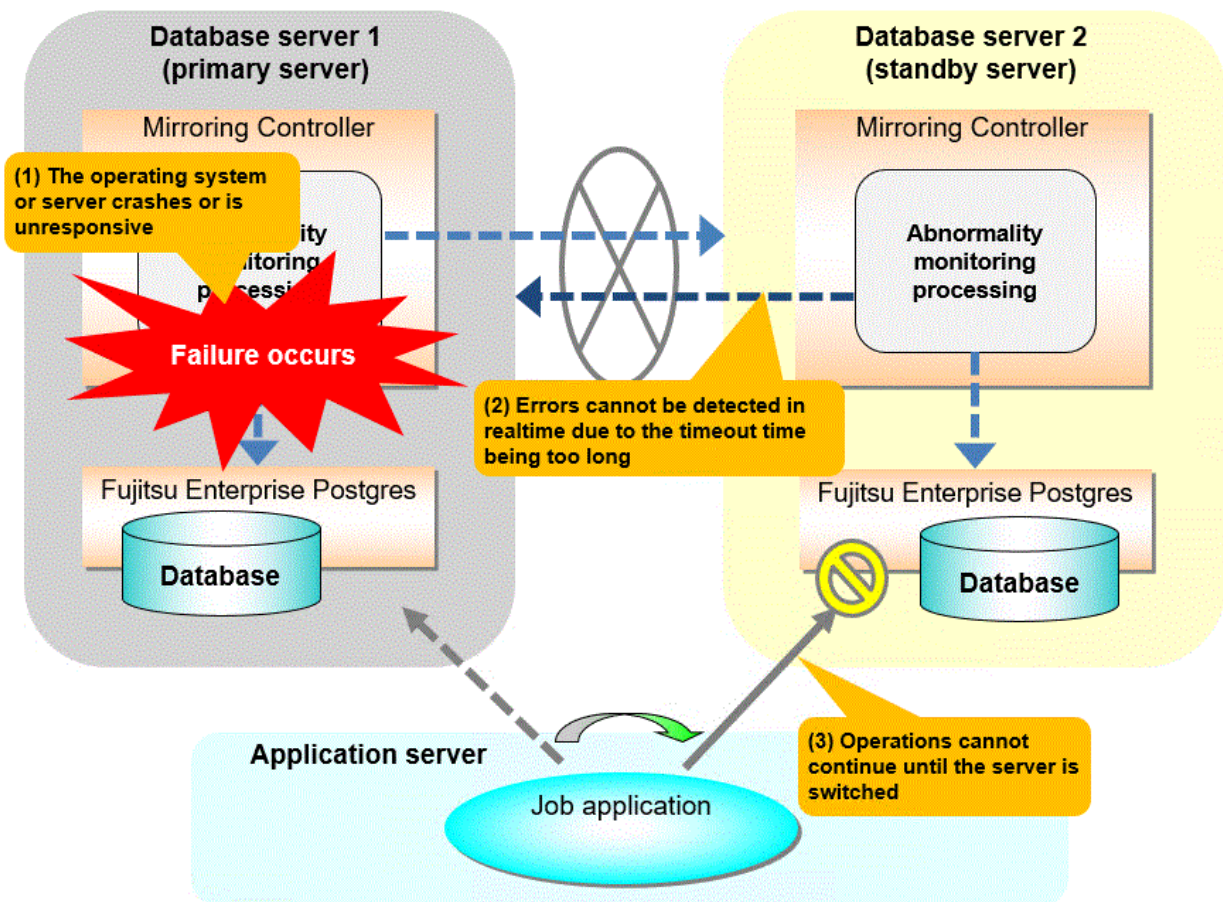 Database server 1
(primary server)
Mirroring Controller
(1) The operating system
or server crashes or is
unresponsive
Failure occurs
Fujitsu Enterprise Postgres
Database
Database server 2
(standby server)
Mirroring Controller
Abnormality
monitoring
processing
(2) Errors cannot be detected in
realtime due to the timeout time
being too long
Fujitsu Enterprise Postgres
Database
Application server
Job application
(3) Operations cannot
continue until the server is
switched